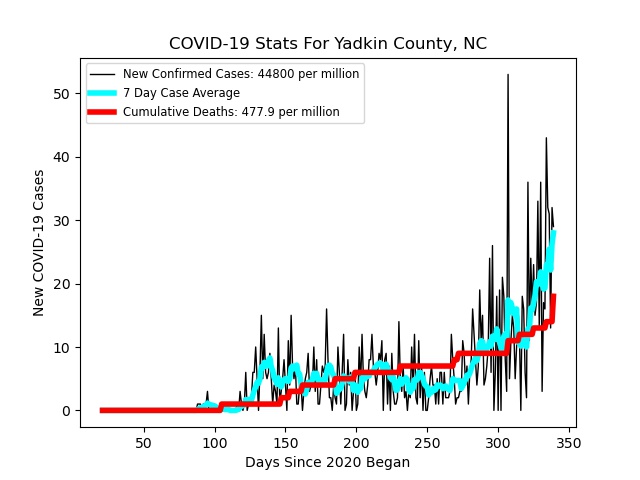 COVID-19 Stats For Yadkin County, NC
New Confirmed Cases: 44800 per million
7 Day Case Average
Cumulative Deaths: 477.9 per million
New COVID-19 Cases
50
40
30
20
10
0
50 100 150 200 250 300 350
Days Since 2020 Began